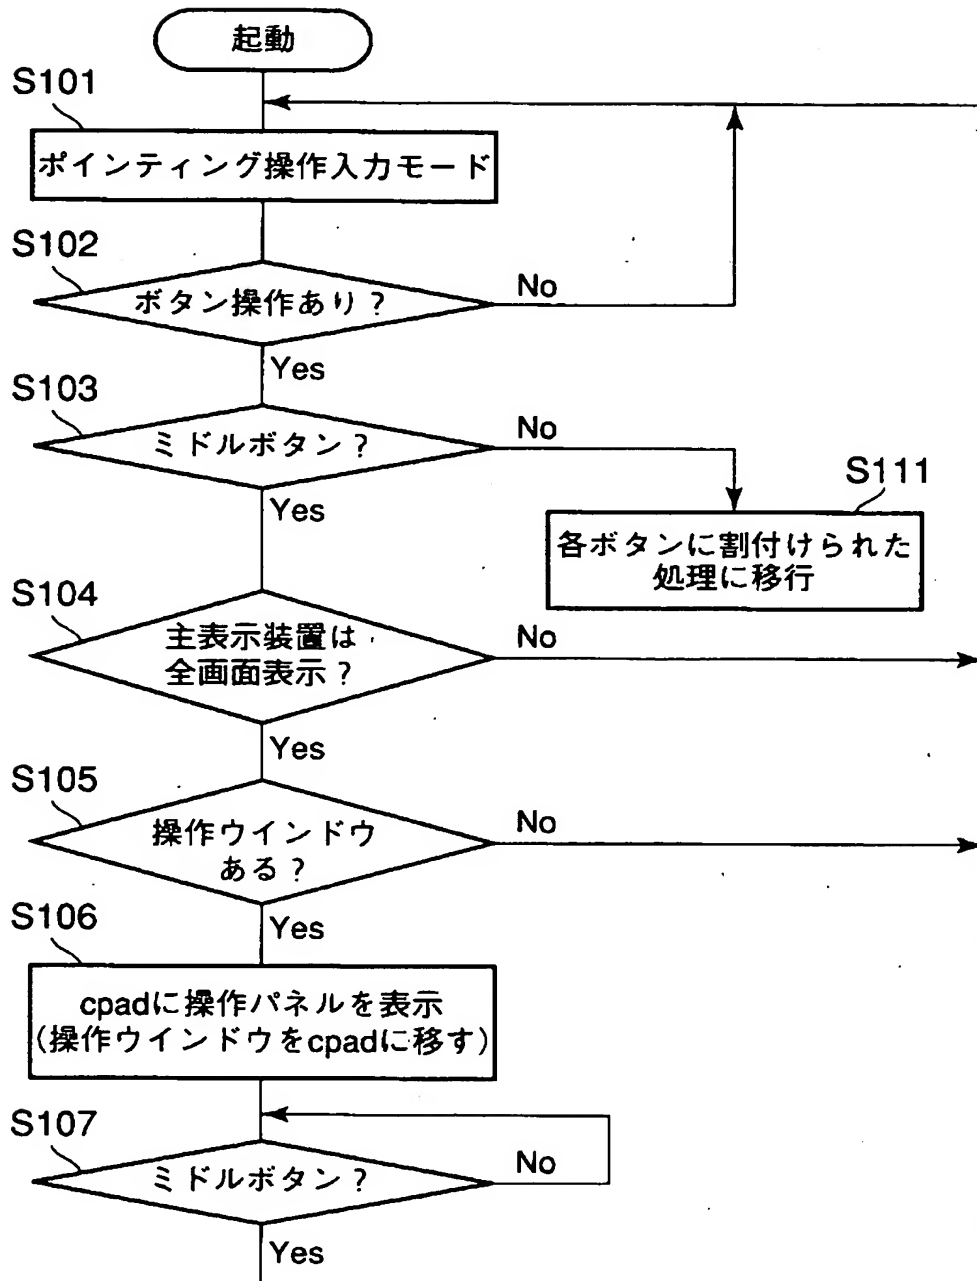 起動
S101
ポインティング操作入力モード
S102
ボタン操作あり?
No
Yes
S103
ミドルボタン?
No
Yes
S111
各ボタンに割付けられた
処理に移行
S104
主表示装置は
全画面表示?
No
Yes
S105
操作ウインドウ
ある?
No
Yes
S106
cpadに操作パネルを表示
(操作ウインドウをcpadに移す)
S107
ミドルボタン?
No
Yes